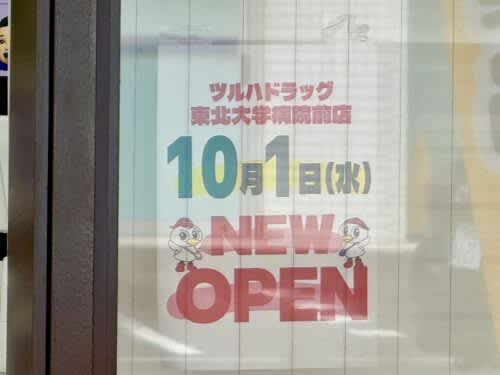 ツルハドラッグ
東北大学病院前店
10月1日(水)
NEW
OPEN